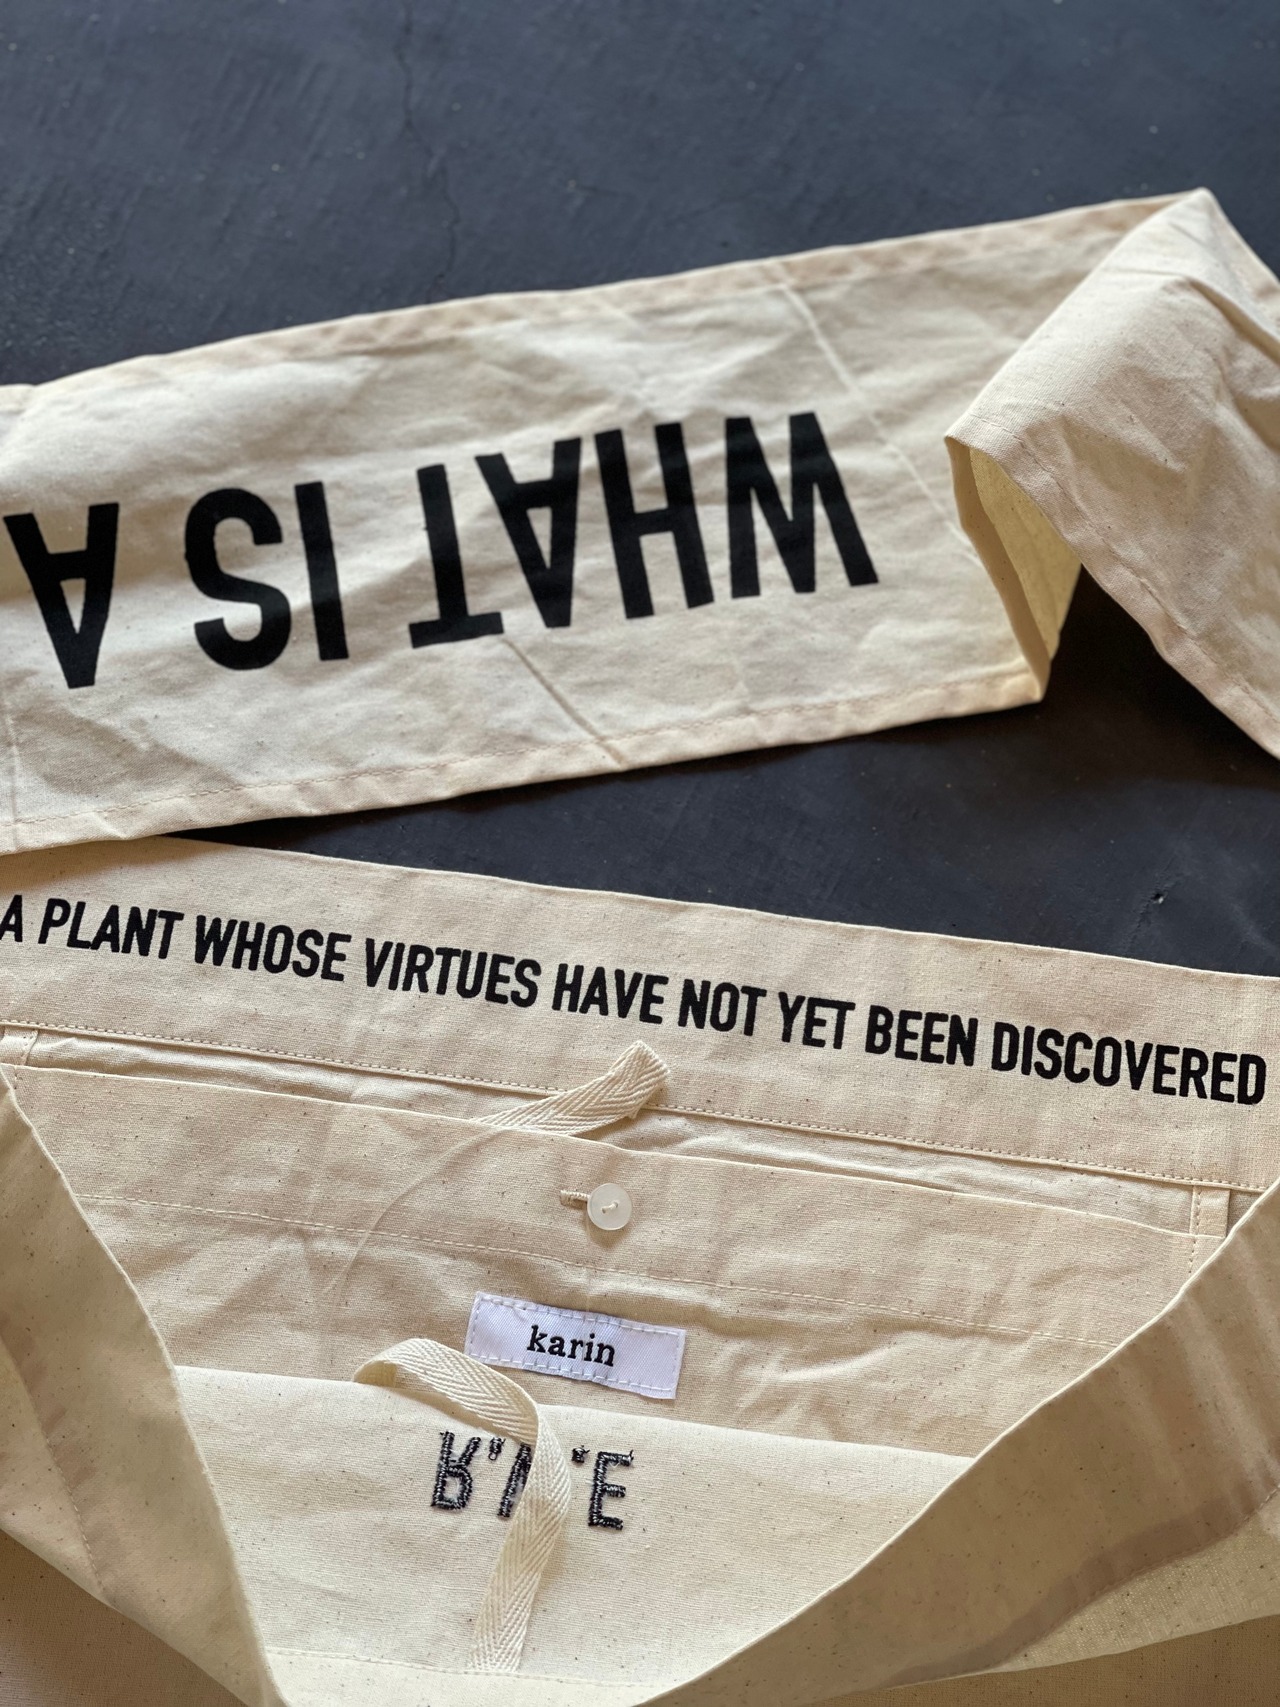 WHAT IS A
A PLANT WHOSE VIRTUES HAVE NOT YET BEEN DISCOVERED
karin